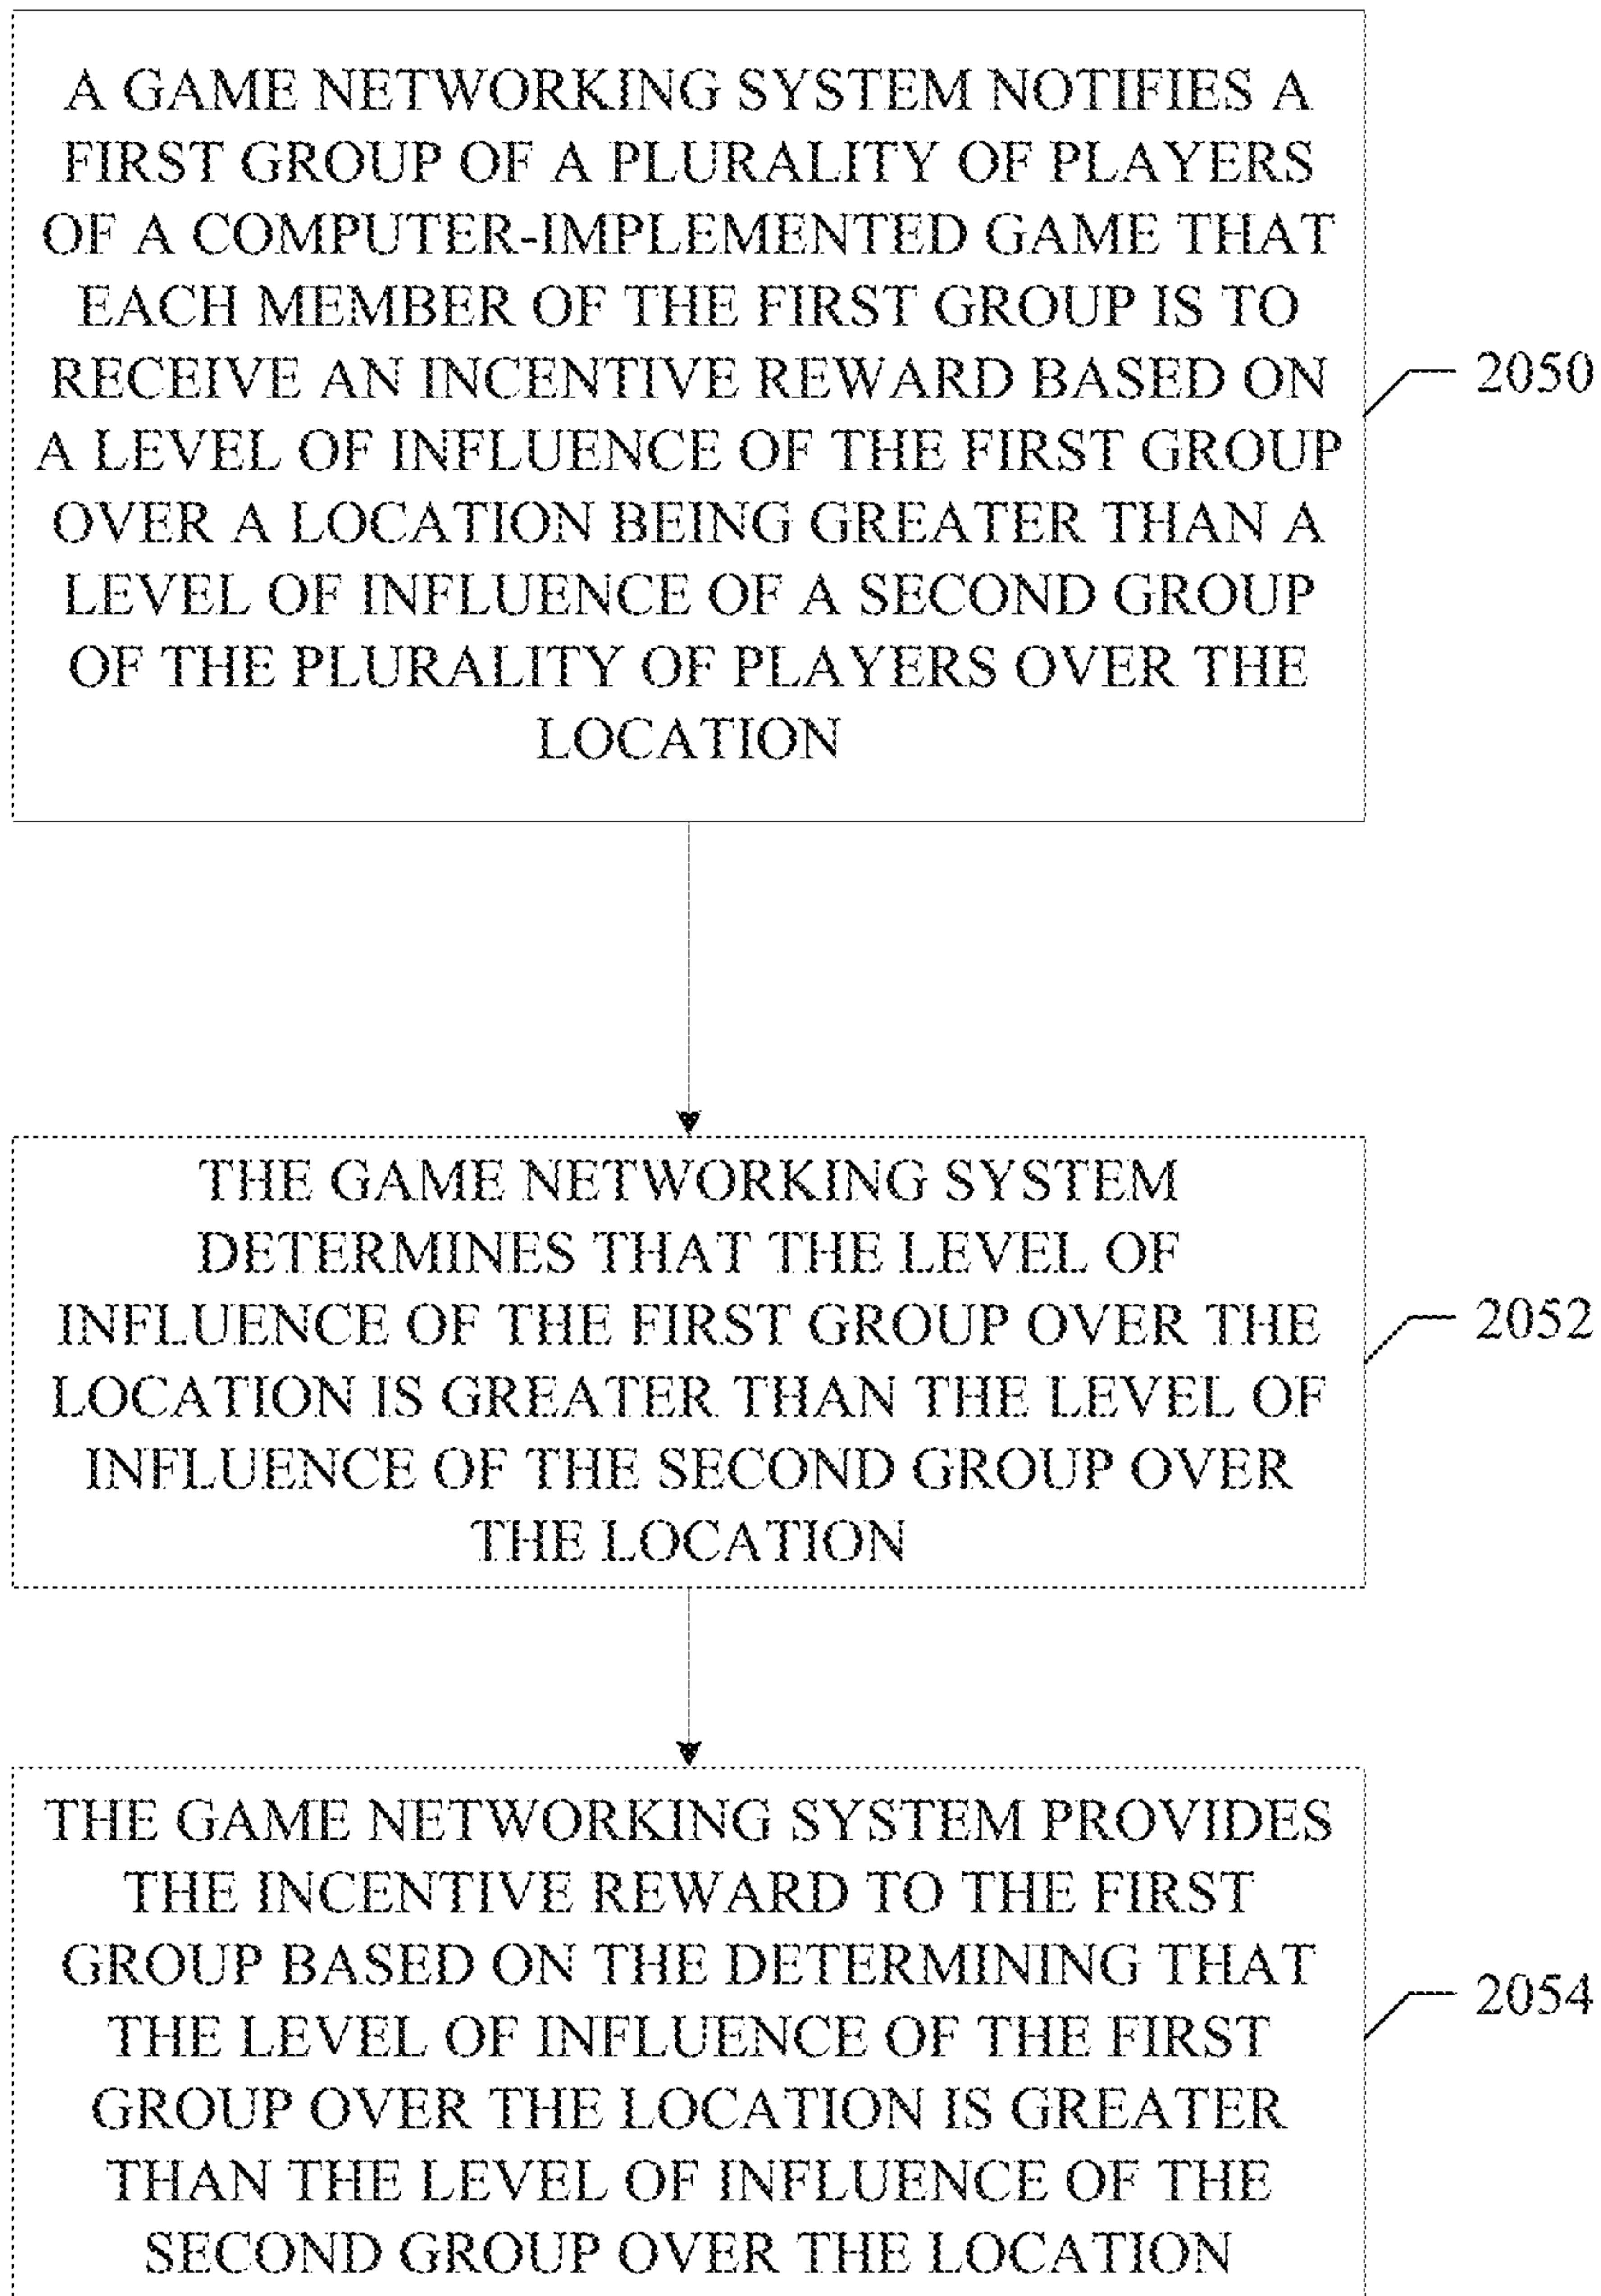 A GAME NETWORKING SYSTEM NOTIFIES A
FIRST GROUP OF A PLURALITY OF PLAYERS
OF A COMPUTER-IMPLEMENTED GAME THAT
EACH MEMBER OF THE FIRST GROUP IS TO
RECEIVE AN INCENTIVE REWARD BASED ON
A LEVEL OF INFLUENCE OF THE FIRST GROUP
OVER A LOCATION BEING GREATER THAN A
LEVEL OF INFLUENCE OF A SECOND GROUP
OF THE PLURALITY OF PLAYERS OVER THE
LOCATION
2050
THE GAME NETWORKING SYSTEM
DETERMINES THAT THE LEVEL OF
INFLUENCE OF THE FIRST GROUP OVER THE
LOCATION IS GREATER THAN THE LEVEL OF
INFLUENCE OF THE SECOND GROUP OVER
THE LOCATION
2052
THE GAME NETWORKING SYSTEM PROVIDES
THE INCENTIVE REWARD TO THE FIRST
GROUP BASED ON THE DETERMINING THAT
THE LEVEL OF INFLUENCE OF THE FIRST
GROUP OVER THE LOCATION IS GREATER
THAN THE LEVEL OF INFLUENCE OF THE
SECOND GROUP OVER THE LOCATION
2054